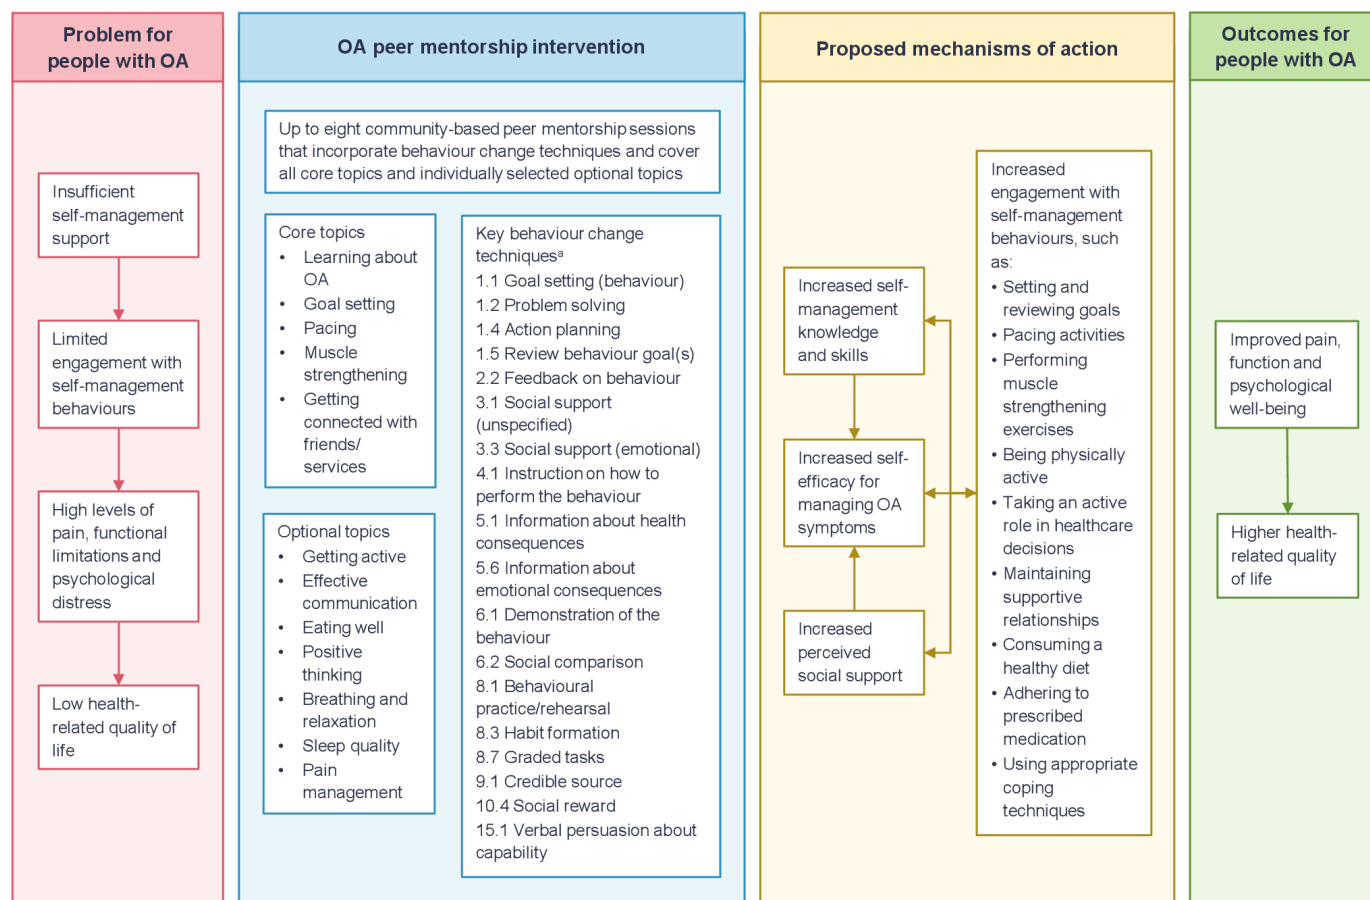 Problem for
people with OA
Insufficient
self-management
support
Limited
engagement with
self-management
behaviours
High levels of
pain, functional
limitations and
psychological
distress
Low health-
related quality of
life
OA peer mentorship intervention
Up to eight community-based peer mentorship sessions
that incorporate behaviour change techniques and cover
all core topics and individually selected optional topics
Core topics
• Learning about
OA
• Goal setting
• Pacing
• Muscle
strengthening
• Getting
connected with
friends/
services
Optional topics
• Getting active
• Effective
communication
• Eating well
• Positive
thinking
• Breathing and
relaxation
• Sleep quality
• Pain
management
Key behaviour change
techniquesᵃ
1.1 Goal setting (behaviour)
1.2 Problem solving
1.4 Action planning
1.5 Review behaviour goal(s)
2.2 Feedback on behaviour
3.1 Social support
(unspecified)
3.3 Social support (emotional)
4.1 Instruction on how to
perform the behaviour
5.1 Information about health
consequences
5.6 Information about
emotional consequences
6.1 Demonstration of the
behaviour
6.2 Social comparison
8.1 Behavioural
practice/rehearsal
8.3 Habit formation
8.7 Graded tasks
9.1 Credible source
10.4 Social reward
15.1 Verbal persuasion about
capability
Proposed mechanisms of action
Increased self-
management
knowledge
and skills
Increased self-
efficacy for
managing OA
symptoms
Increased
perceived
social support
Increased
engagement with
self-management
behaviours, such
as:
• Setting and
reviewing goals
• Pacing activities
• Performing
muscle
strengthening
exercises
• Being physically
active
• Taking an active
role in healthcare
decisions
• Maintaining
supportive
relationships
• Consuming a
healthy diet
• Adhering to
prescribed
medication
• Using appropriate
coping
techniques
Outcomes for
people with OA
Improved pain,
function and
psychological
well-being
Higher health-
related quality
of life